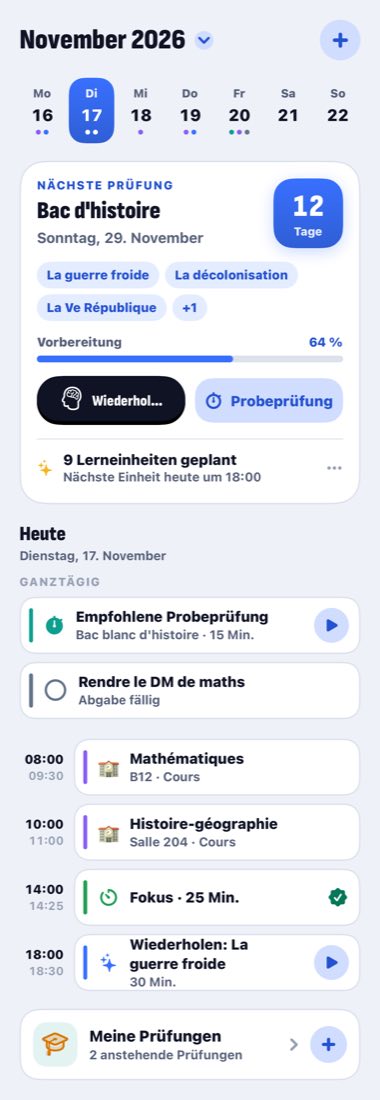 November 2026
Mo Di Mi Do Fr Sa So
16 17 18 19 20 21 22
NÄCHSTE PRÜFUNG
Bac d'histoire
Sonntag, 29. November
12
Tage
La guerre froide La décolonisation
La Ve République +1
Vorbereitung 64 %
Wiederhol... Probeprüfung
9 Lerneinheiten geplant
Nächste Einheit heute um 18:00
Heute
Dienstag, 17. November
GANZTÄGIG
Empfohlene Probeprüfung
Bac blanc d'histoire · 15 Min.
Rendre le DM de maths
Abgabe fällig
08:00
09:30
Mathématiques
B12 · Cours
10:00
11:00
Histoire-géographie
Salle 204 · Cours
14:00
14:25
Fokus · 25 Min.
18:00
18:30
Wiederholen: La
guerre froide
30 Min.
Meine Prüfungen
2 anstehende Prüfungen